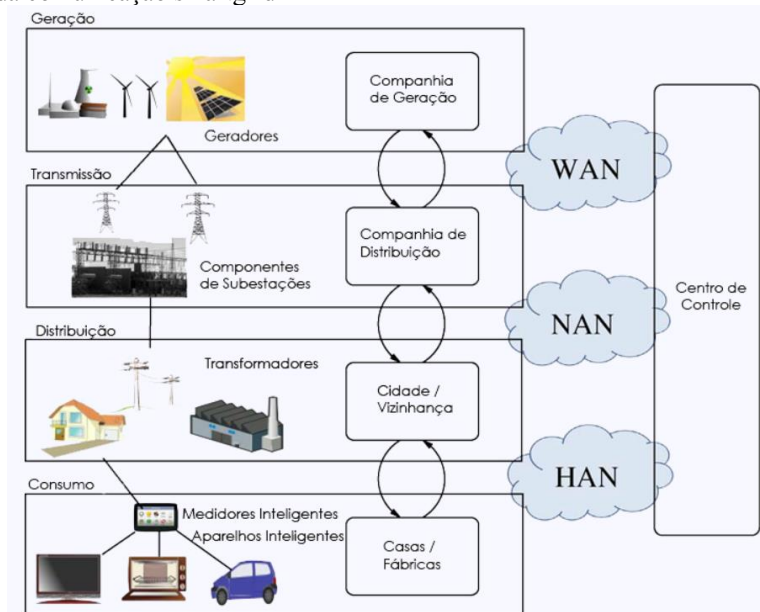 Geração
Companhia
de Geração
Geradores
WAN
Transmissão
Companhia de
Distribuição
Componentes
de Subestações
Centro de
Controle
NAN
Distribuição
Transformadores
Cidade /
Vizinhança
HAN
Consumo
Medidores Inteligentes
Aparelhos Inteligentes
Casas /
Fábricas